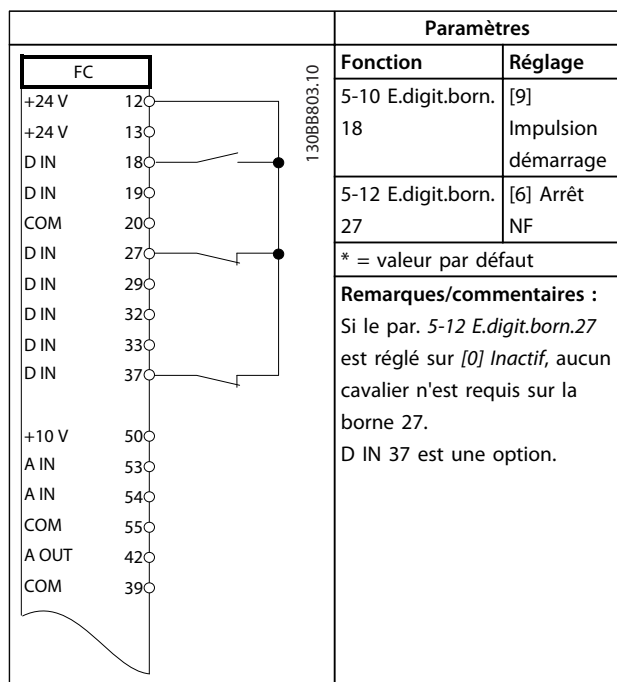 Paramètres
Fonction Réglage
5-10 E.digit.born. [9]
18 Impulsion
démarrage
5-12 E.digit.born. [6] Arrêt
27 NF
* = valeur par défaut
Remarques/commentaires :
Si le par. 5-12 E.digit.born.27
est réglé sur [0] Inactif, aucun
cavalier n'est requis sur la
borne 27.
D IN 37 est une option.
FC
+24 V 12
+24 V 13
D IN 18
D IN 19
COM 20
D IN 27
D IN 29
D IN 32
D IN 33
D IN 37
+10 V 50
A IN 53
A IN 54
COM 55
A OUT 42
COM 39
130BB803.10